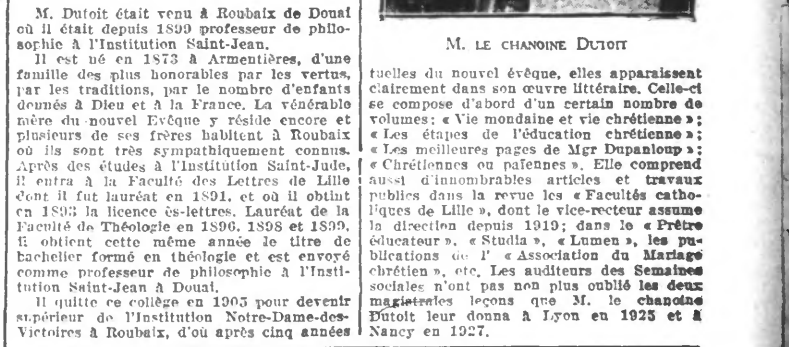 M. Dutoit était venu à Roubaix de Douai
où il était depuis 1899 professeur de philo-
sophie à l'Institution Saint-Jean.
Il est né en 1873 à Armentières, d'une
famille des plus honorables par les vertus,
par les traditions, par le nombre d'enfants
donnés à Dieu et à la France. La vénérable
mère du nouvel Evêque y réside encore et
plusieurs de ses frères habitent à Roubaix
où ils sont très sympathiquement connus.
Après des études à l'Institution Saint-Jude,
il entra à la Faculté des Lettres de Lille
dont il fut lauréat en 1891, et où il obtint
en 1893 la licence ès-lettres. Lauréat de la
Faculté de Théologie en 1896, 1898 et 1899,
il obtient cette même année le titre de
bachelier formé en théologie et est envoyé
comme professeur de philosophie à l'Insti-
tution Saint-Jean à Douai.
Il quitte ce collège en 1905 pour devenir
supérieur de l'Institution Notre-Dame-des-
Victoires à Roubaix, d'où après cinq années
M. LE CHANOINE DUTOIT
tuelles du nouvel évêque, elles apparaissent
clairement dans son œuvre littéraire. Celle-ci
se compose d'abord d'un certain nombre de
volumes: « Vie mondaine et vie chrétienne »;
« Les étapes de l'éducation chrétienne »;
« Les meilleures pages de Mgr Dupanloup »;
« Chrétiennes ou païennes ». Elle comprend
aussi d'innombrables articles et travaux
publics dans la revue les « Facultés catho-
liques de Lille », dont le vice-recteur assume
la direction depuis 1919; dans le « Prêtre
éducateur », « Studia », « Lumen », les pu-
blications de l' « Association du Mariage
chrétien », etc. Les auditeurs des Semaines
sociales n'ont pas non plus oublié les deux
magistrales leçons que M. le chanoine
Dutoit leur donna à Lyon en 1925 et à
Nancy en 1927.